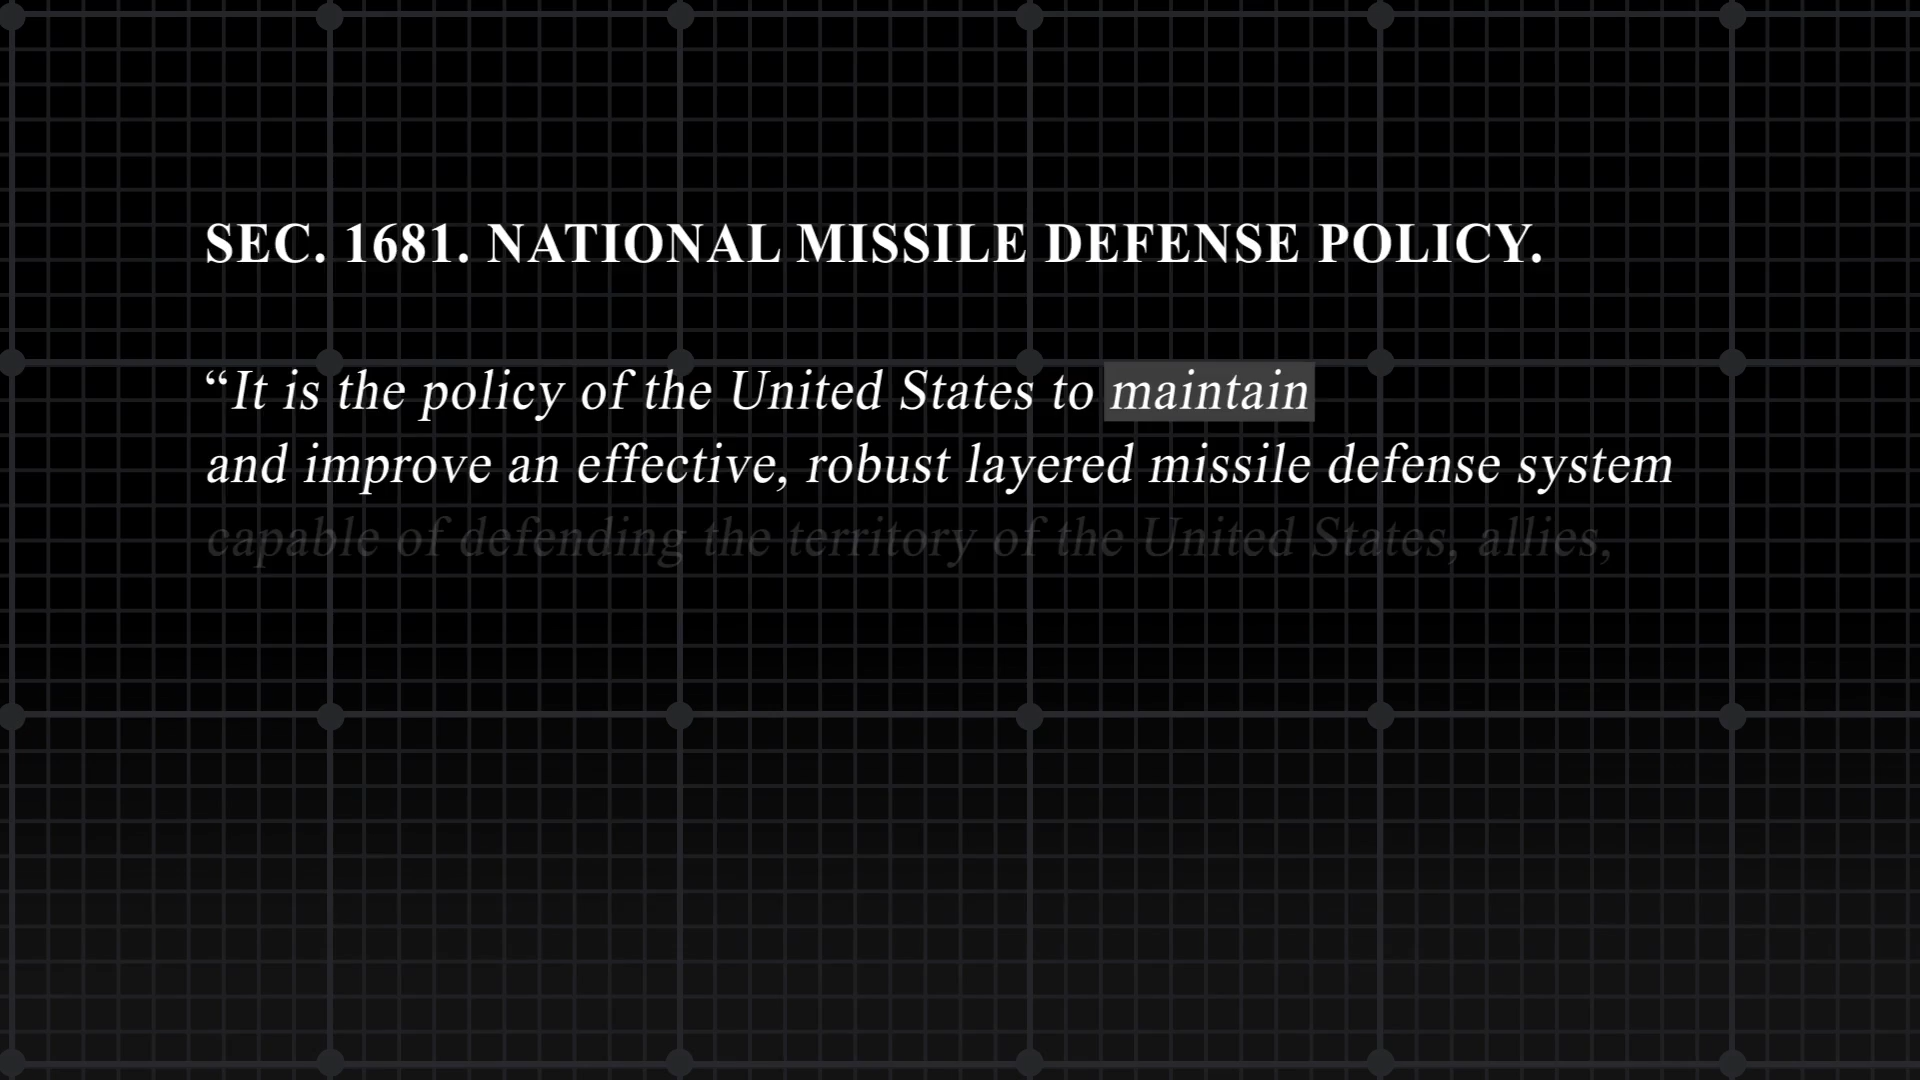 SEC. 1681. NATIONAL MISSILE DEFENSE POLICY.
“It is the policy of the United States to maintain
and improve an effective, robust layered missile defense system
capable of defending the territory of the United States, allies,